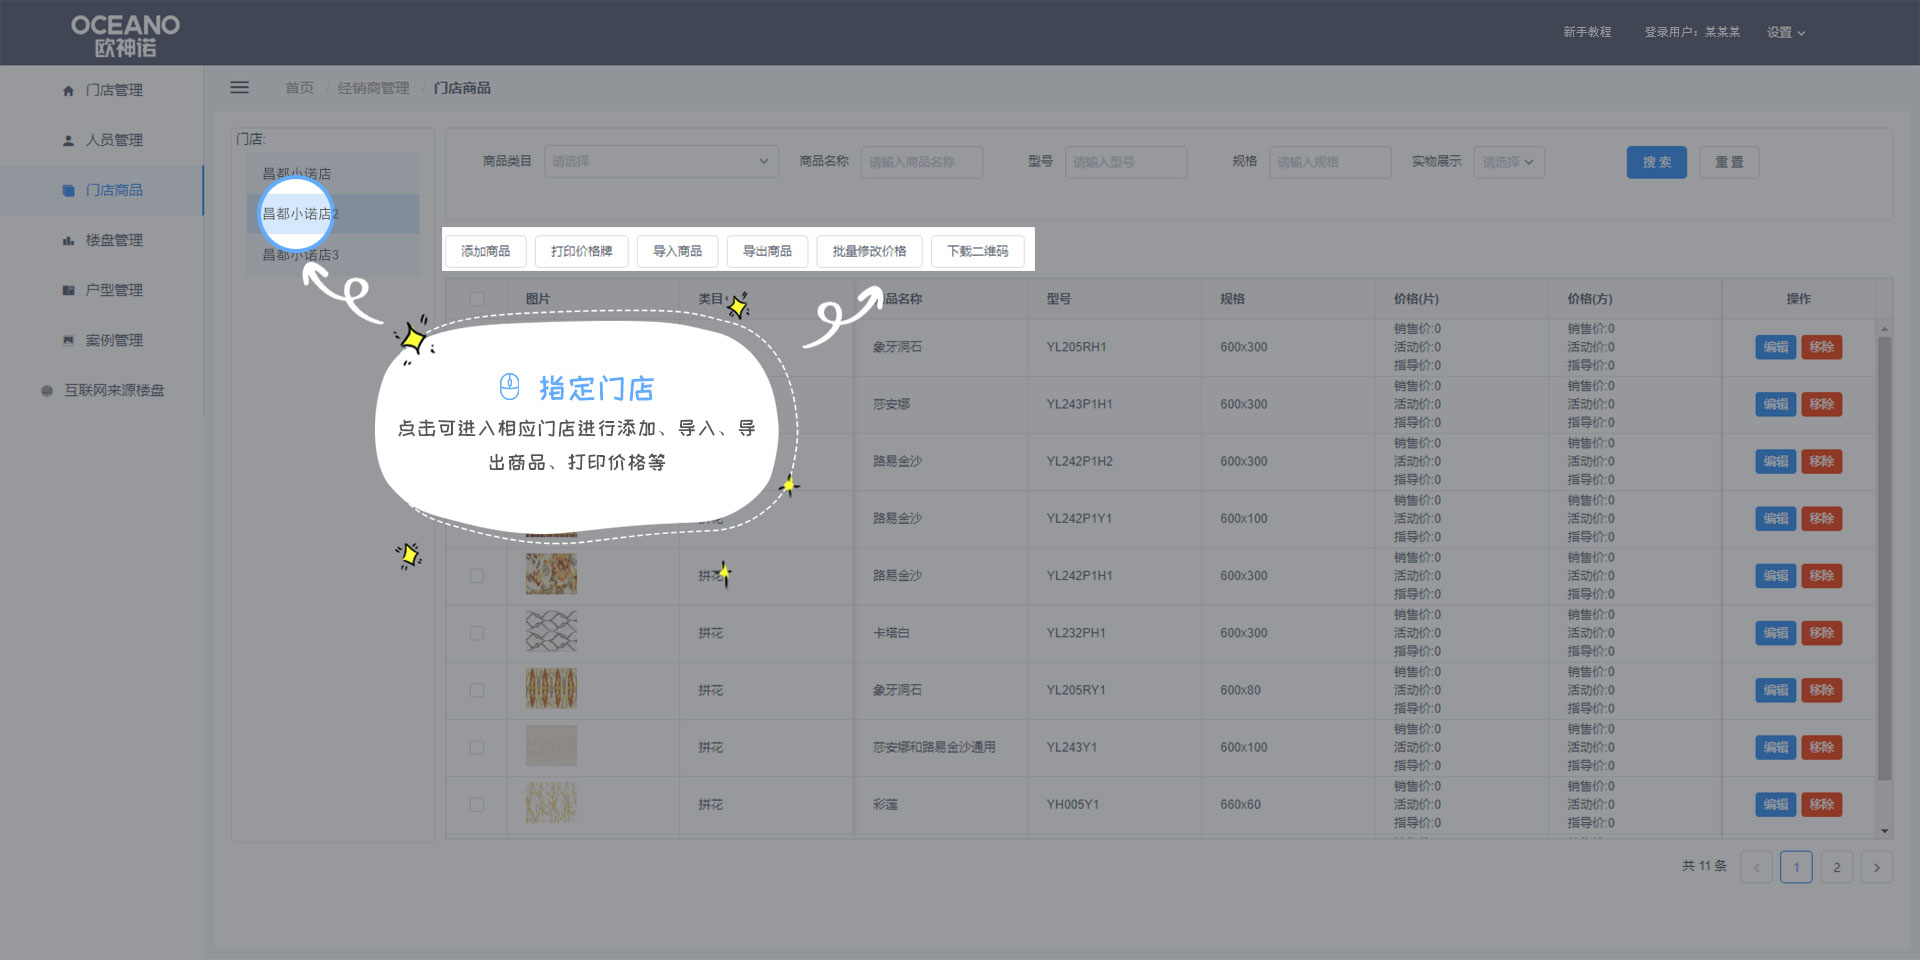 OCEANO
欧神诺
新手教程 登录用户：某某某 设置
门店管理
人员管理
门店商品
楼盘管理
户型管理
案例管理
互联网来源楼盘
首页 / 经销商管理 / 门店商品
门店:
昌都小诺店
昌都小诺店2
昌都小诺店3
商品类目 请选择 商品名称 请输入商品名称 型号 请输入型号 规格 请输入规格 实物展示 请选择 搜索 重置
添加商品 打印价格牌 导入商品 导出商品 批量修改价格 下载二维码
图片 类目 品名称 型号 规格 价格(片) 价格(方) 操作
象牙洞石 YL205RH1 600x300 销售价:0 活动价:0 指导价:0 销售价:0 活动价:0 指导价:0 编辑 移除
莎安娜 YL243P1H1 600x300 销售价:0 活动价:0 指导价:0 销售价:0 活动价:0 指导价:0 编辑 移除
路易金沙 YL242P1H2 600x300 销售价:0 活动价:0 指导价:0 销售价:0 活动价:0 指导价:0 编辑 移除
拼花 路易金沙 YL242P1Y1 600x100 销售价:0 活动价:0 指导价:0 销售价:0 活动价:0 指导价:0 编辑 移除
拼花 路易金沙 YL242P1H1 600x300 销售价:0 活动价:0 指导价:0 销售价:0 活动价:0 指导价:0 编辑 移除
拼花 卡塔白 YL232PH1 600x300 销售价:0 活动价:0 指导价:0 销售价:0 活动价:0 指导价:0 编辑 移除
拼花 象牙洞石 YL205RY1 600x80 销售价:0 活动价:0 指导价:0 销售价:0 活动价:0 指导价:0 编辑 移除
拼花 莎安娜和路易金沙通用 YL243Y1 600x100 销售价:0 活动价:0 指导价:0 销售价:0 活动价:0 指导价:0 编辑 移除
拼花 彩莲 YH005Y1 660x60 销售价:0 活动价:0 指导价:0 销售价:0 活动价:0 指导价:0 编辑 移除
指定门店
点击可进入相应门店进行添加、导入、导
出商品、打印价格等
共 11 条 1 2